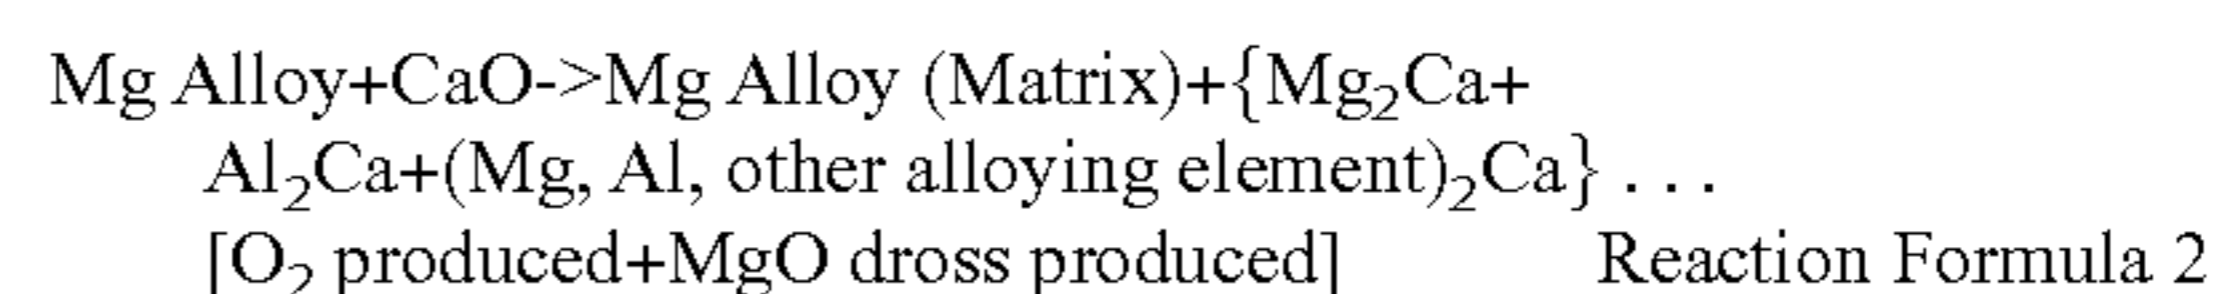 Mg Alloy+CaO->Mg Alloy (Matrix)+{Mg₂Ca+
Al₂Ca+(Mg, Al, other alloying element)₂Ca} . . .
[O₂ produced+MgO dross produced] Reaction Formula 2